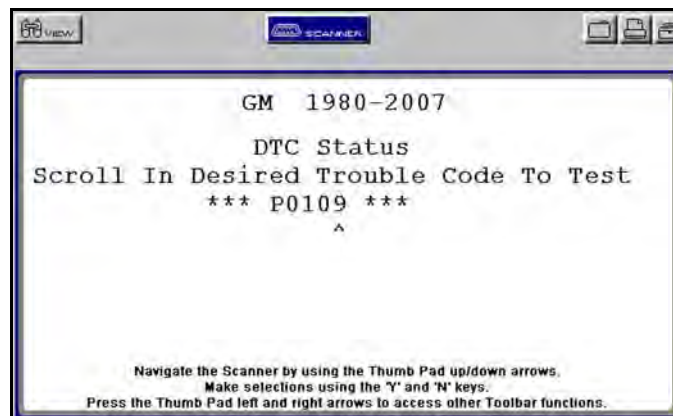 VIEW
SCANNER
GM 1980-2007
DTC Status
Scroll In Desired Trouble Code To Test
*** P0109 ***
^
Navigate the Scanner by using the Thumb Pad up/down arrows.
Make selections using the 'Y' and 'N' keys.
Press the Thumb Pad left and right arrows to access other Toolbar functions.